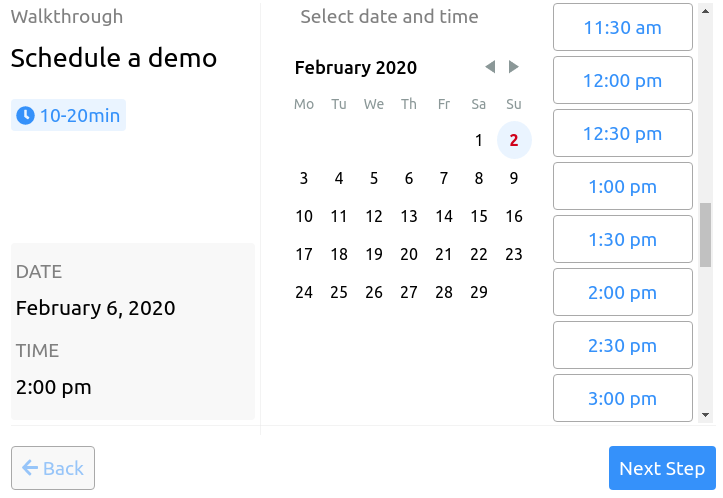 Walkthrough
Schedule a demo
10-20min
DATE
February 6, 2020
TIME
2:00 pm
Select date and time
February 2020
Mo Tu We Th Fr Sa Su
1 2
3 4 5 6 7 8 9
10 11 12 13 14 15 16
17 18 19 20 21 22 23
24 25 26 27 28 29
11:30 am
12:00 pm
12:30 pm
1:00 pm
1:30 pm
2:00 pm
2:30 pm
3:00 pm
Back
Next Step